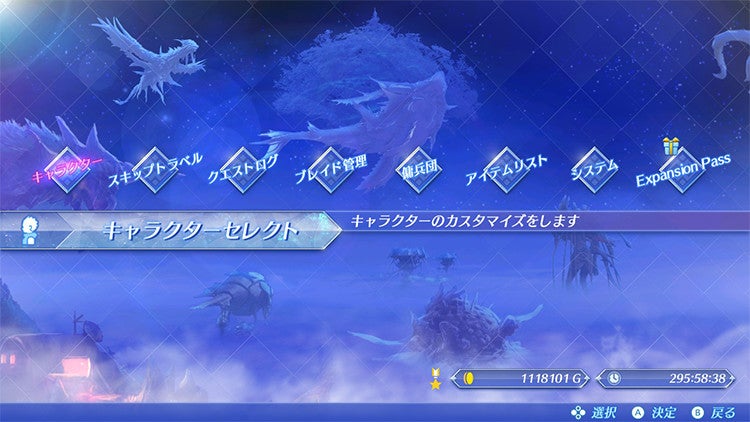 キャラクター
スキップトラベル
クエストログ
ブレイド管理
傭兵団
アイテムリスト
システム
Expansion Pass
キャラクターセレクト
キャラクターのカスタマイズをします
1118101 G
295:58:38
選択 A 決定 B 戻る